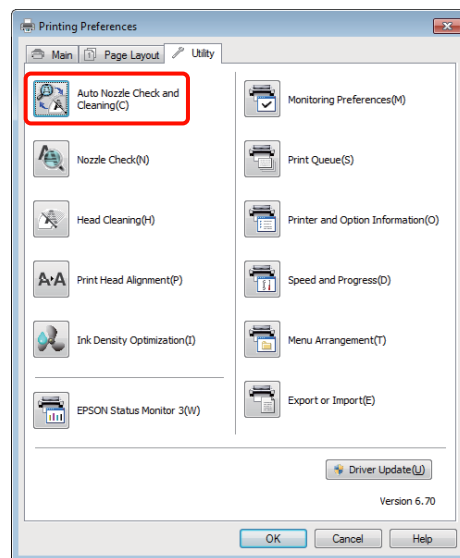 Printing Preferences
Main
Page Layout
Utility
Auto Nozzle Check and
Cleaning(C)
Nozzle Check(N)
Head Cleaning(H)
Print Head Alignment(P)
Ink Density Optimization(I)
EPSON Status Monitor 3(W)
Monitoring Preferences(M)
Print Queue(S)
Printer and Option Information(O)
Speed and Progress(D)
Menu Arrangement(T)
Export or Import(E)
Driver Update(U)
Version 6.70
OK
Cancel
Help